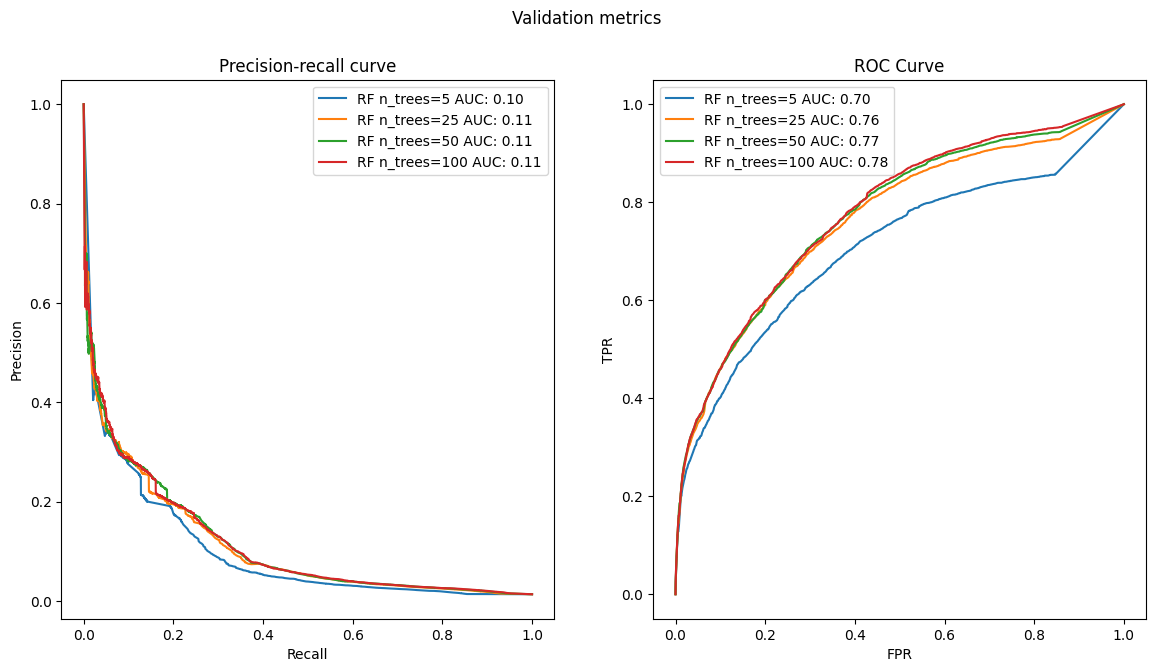 Validation metrics
Precision-recall curve
RF n_trees=5 AUC: 0.10
RF n_trees=25 AUC: 0.11
RF n_trees=50 AUC: 0.11
RF n_trees=100 AUC: 0.11
1.0
0.8
0.6
0.4
0.2
0.0
Precision
0.0 0.2 0.4 0.6 0.8 1.0
Recall
ROC Curve
RF n_trees=5 AUC: 0.70
RF n_trees=25 AUC: 0.76
RF n_trees=50 AUC: 0.77
RF n_trees=100 AUC: 0.78
1.0
0.8
0.6
0.4
0.2
0.0
TPR
0.0 0.2 0.4 0.6 0.8 1.0
FPR